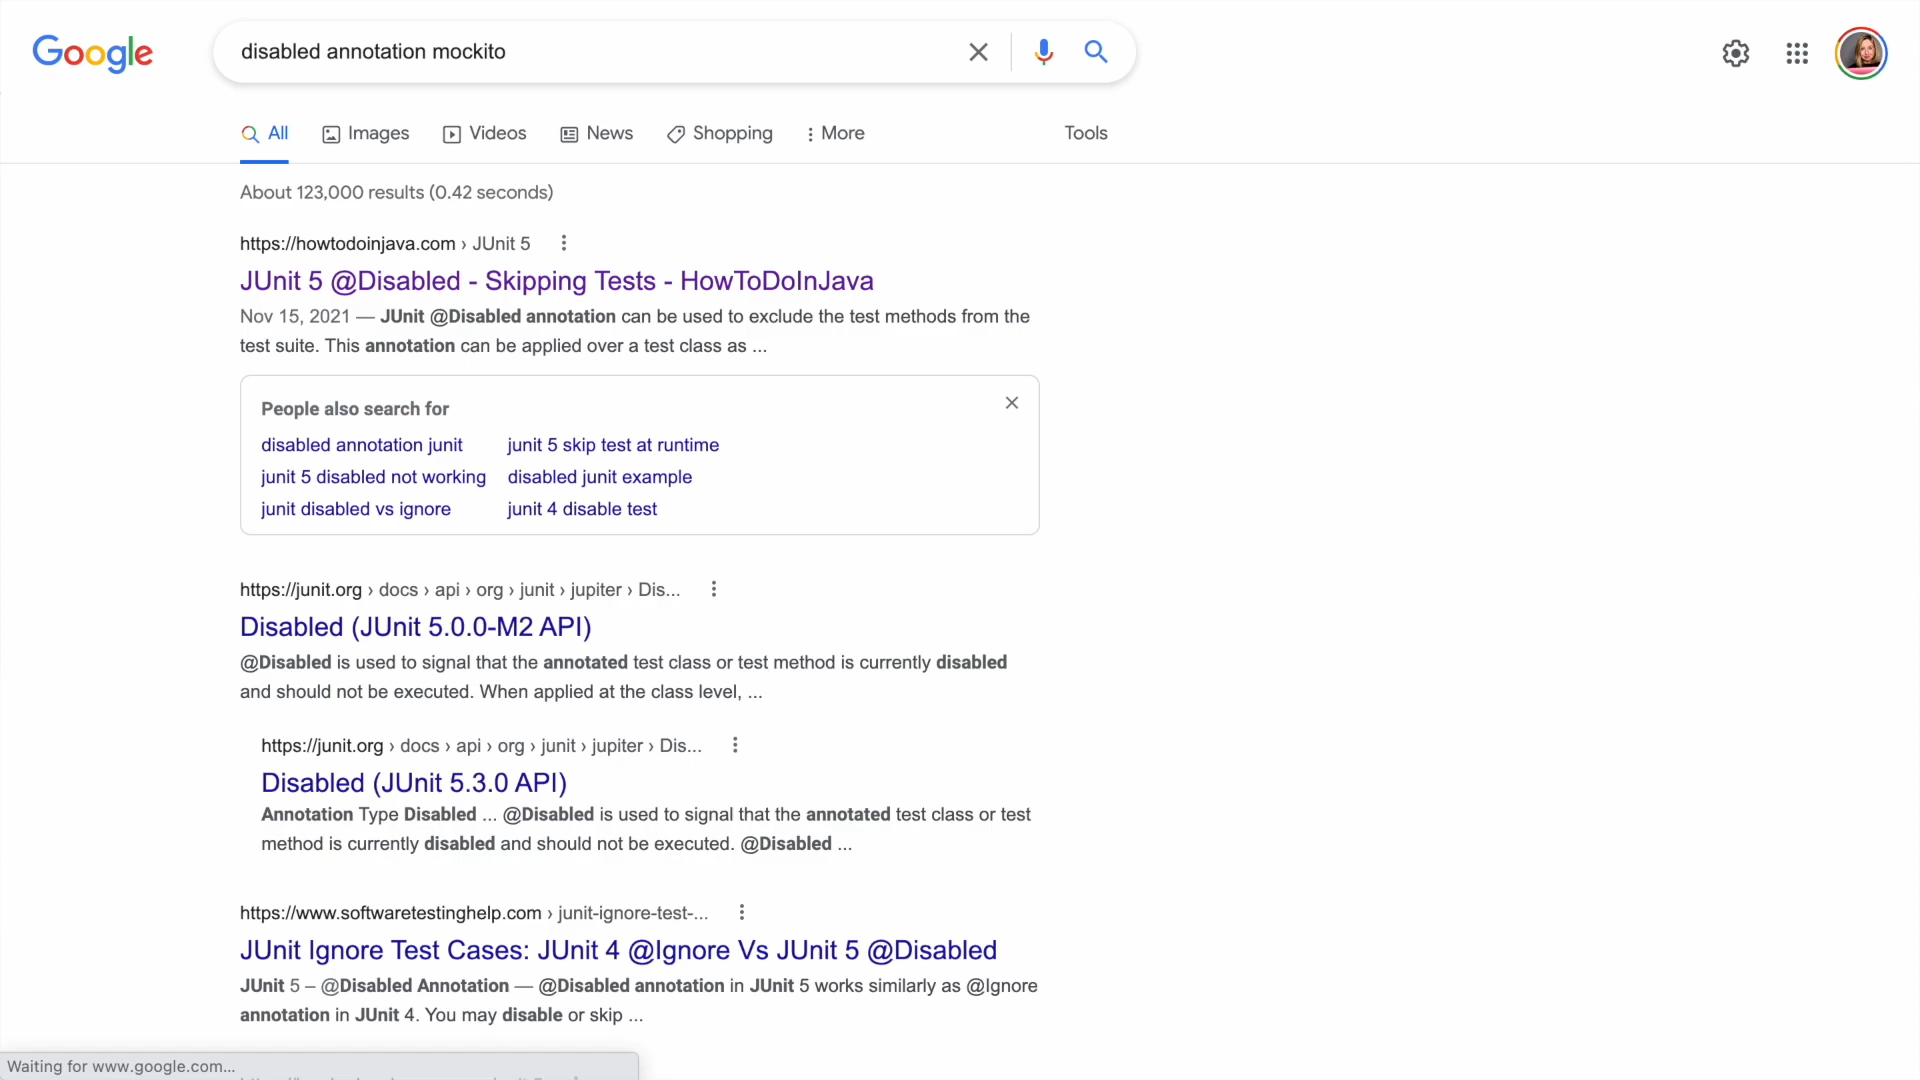 Google
disabled annotation mockito
All
Images
Videos
News
Shopping
More
Tools
About 123,000 results (0.42 seconds)
https://howtodoinjava.com › JUnit 5
JUnit 5 @Disabled - Skipping Tests - HowToDoInJava
Nov 15, 2021 — JUnit @Disabled annotation can be used to exclude the test methods from the
test suite. This annotation can be applied over a test class as ...
People also search for
disabled annotation junit
junit 5 skip test at runtime
junit 5 disabled not working
disabled junit example
junit disabled vs ignore
junit 4 disable test
https://junit.org › docs › api › org › junit › jupiter › Dis...
Disabled (JUnit 5.0.0-M2 API)
@Disabled is used to signal that the annotated test class or test method is currently disabled
and should not be executed. When applied at the class level, ...
https://junit.org › docs › api › org › junit › jupiter › Dis...
Disabled (JUnit 5.3.0 API)
Annotation Type Disabled ... @Disabled is used to signal that the annotated test class or test
method is currently disabled and should not be executed. @Disabled ...
https://www.softwaretestinghelp.com › junit-ignore-test-...
JUnit Ignore Test Cases: JUnit 4 @Ignore Vs JUnit 5 @Disabled
JUnit 5 – @Disabled Annotation — @Disabled annotation in JUnit 5 works similarly as @Ignore
annotation in JUnit 4. You may disable or skip ...
Waiting for www.google.com...